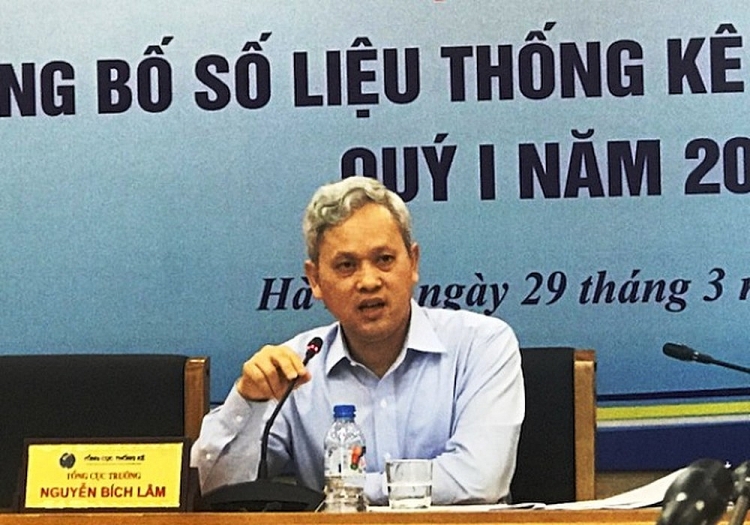 NG BỐ SỐ LIỆU THỐNG KÊ
QUÝ I NĂM 20
Hà ngày 29 tháng 3
TỔNG CỤC THỐNG KÊ
TỔNG CỤC TRƯỞNG
NGUYỄN BÍCH LÂM